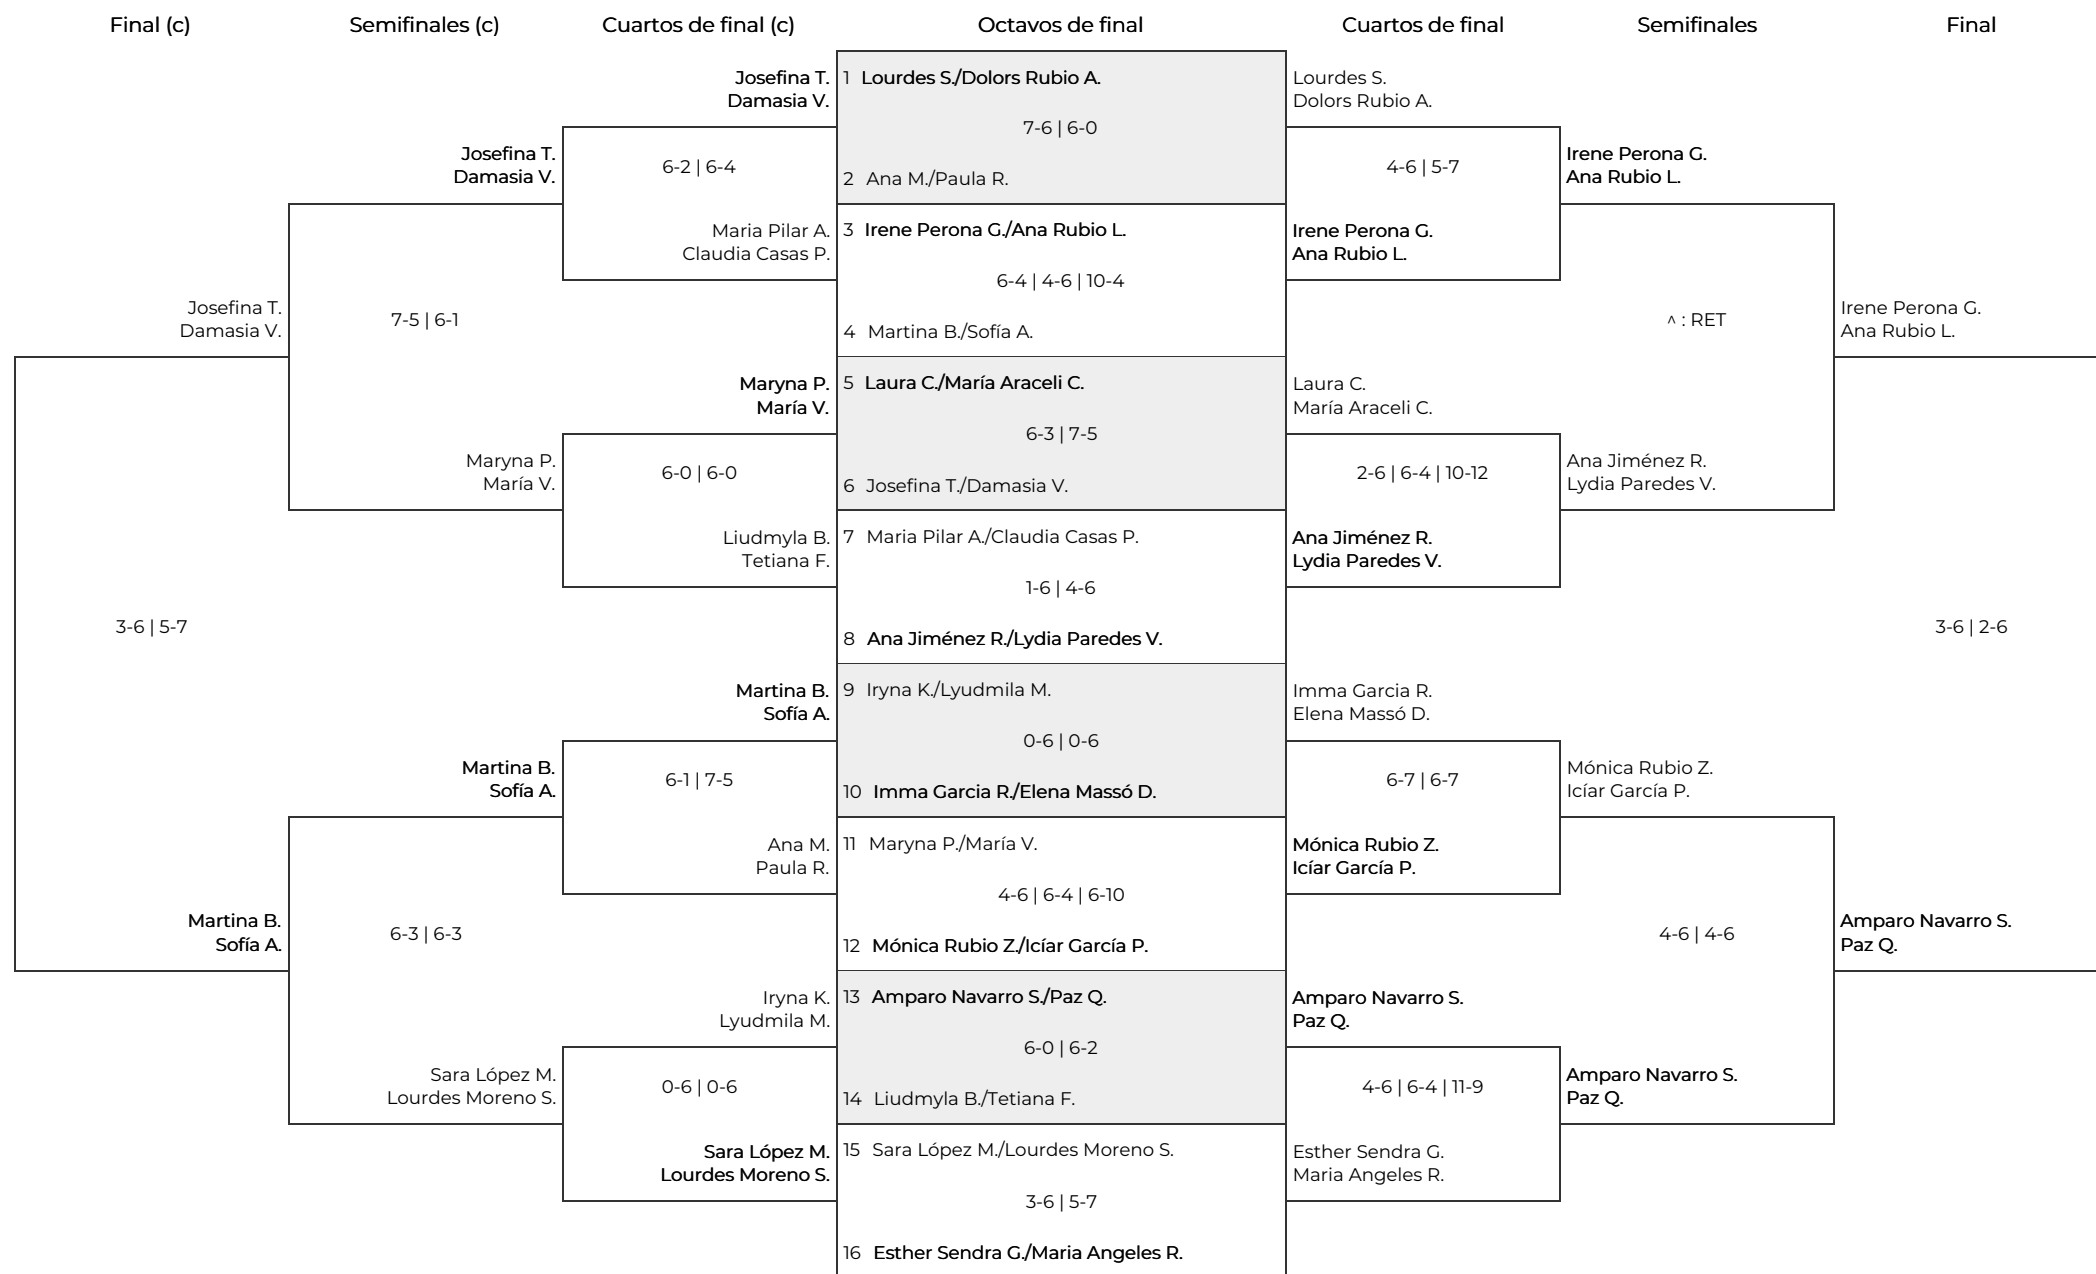 Final (c)
Semifinales (c)
Cuartos de final (c)
Octavos de final
Cuartos de final
Semifinales
Final
Josefina T.
Damasia V.
3-6 | 5-7
Martina B.
Sofía A.
Josefina T.
Damasia V.
7-5 | 6-1
Maryna P.
María V.
Martina B.
Sofía A.
6-3 | 6-3
Sara López M.
Lourdes Moreno S.
Josefina T.
Damasia V.
6-2 | 6-4
Maria Pilar A.
Claudia Casas P.
Maryna P.
María V.
6-0 | 6-0
Liudmyla B.
Tetiana F.
Martina B.
Sofía A.
6-1 | 7-5
Ana M.
Paula R.
Iryna K.
Lyudmila M.
0-6 | 0-6
Sara López M.
Lourdes Moreno S.
1 Lourdes S./Dolors Rubio A.
7-6 | 6-0
2 Ana M./Paula R.
3 Irene Perona G./Ana Rubio L.
6-4 | 4-6 | 10-4
4 Martina B./Sofía A.
5 Laura C./María Araceli C.
6-3 | 7-5
6 Josefina T./Damasia V.
7 Maria Pilar A./Claudia Casas P.
1-6 | 4-6
8 Ana Jiménez R./Lydia Paredes V.
9 Iryna K./Lyudmila M.
0-6 | 0-6
10 Imma Garcia R./Elena Massó D.
11 Maryna P./María V.
4-6 | 6-4 | 6-10
12 Mónica Rubio Z./Icíar García P.
13 Amparo Navarro S./Paz Q.
6-0 | 6-2
14 Liudmyla B./Tetiana F.
15 Sara López M./Lourdes Moreno S.
3-6 | 5-7
16 Esther Sendra G./Maria Angeles R.
Lourdes S.
Dolors Rubio A.
4-6 | 5-7
Irene Perona G.
Ana Rubio L.
Laura C.
María Araceli C.
2-6 | 6-4 | 10-12
Ana Jiménez R.
Lydia Paredes V.
Imma Garcia R.
Elena Massó D.
6-7 | 6-7
Mónica Rubio Z.
Icíar García P.
Amparo Navarro S.
Paz Q.
4-6 | 6-4 | 11-9
Esther Sendra G.
Maria Angeles R.
Irene Perona G.
Ana Rubio L.
^ : RET
Ana Jiménez R.
Lydia Paredes V.
Mónica Rubio Z.
Icíar García P.
4-6 | 4-6
Amparo Navarro S.
Paz Q.
Irene Perona G.
Ana Rubio L.
3-6 | 2-6
Amparo Navarro S.
Paz Q.